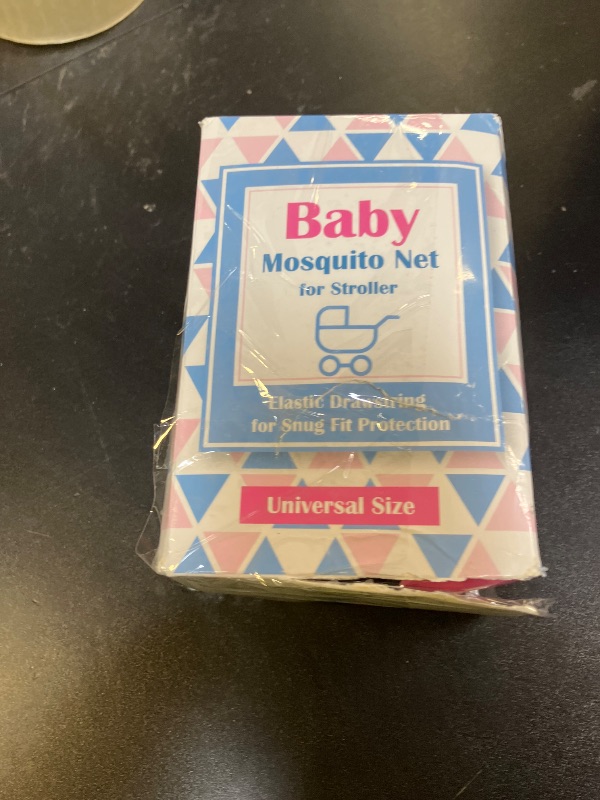 Baby
Mosquito Net
for Stroller
Elastic Drawstring
for Snug Fit Protection
Universal Size